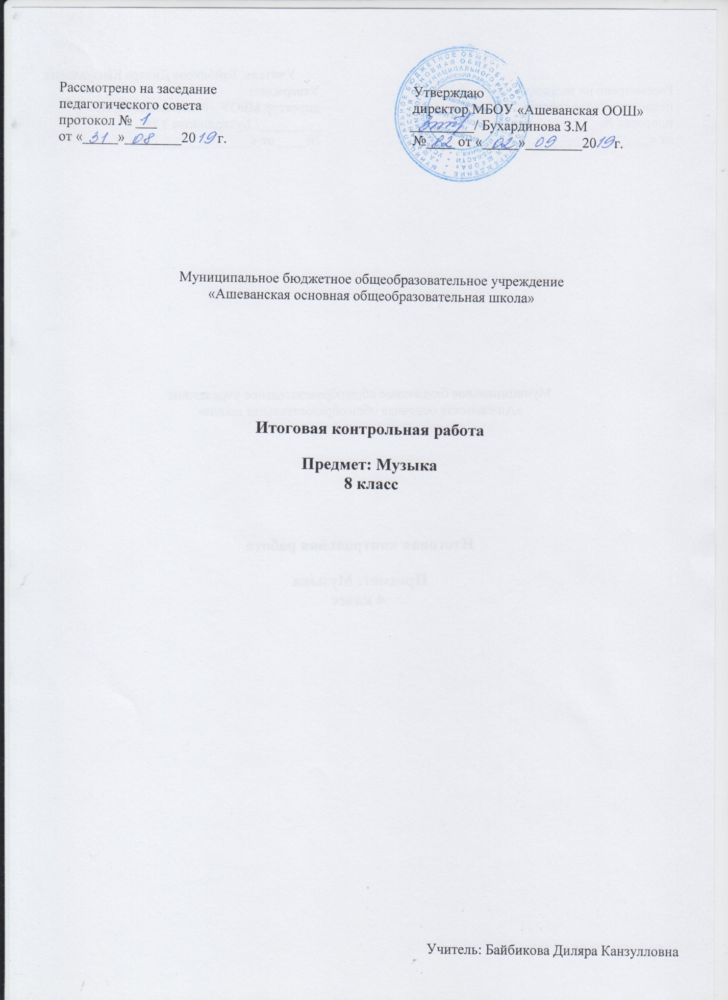 Рассмотрено на заседание
педагогического совета
протокол № 1
от «31» 08 2019 г.
Утверждаю
директор МБОУ «Ашеванская ООШ»
/ Бухардинова З.М
№ 82 от «02» 09 2019 г.
Муниципальное бюджетное общеобразовательное учреждение
«Ашеванская основная общеобразовательная школа»
Итоговая контрольная работа
Предмет: Музыка
8 класс
Учитель: Байбикова Диляра Канзулловна